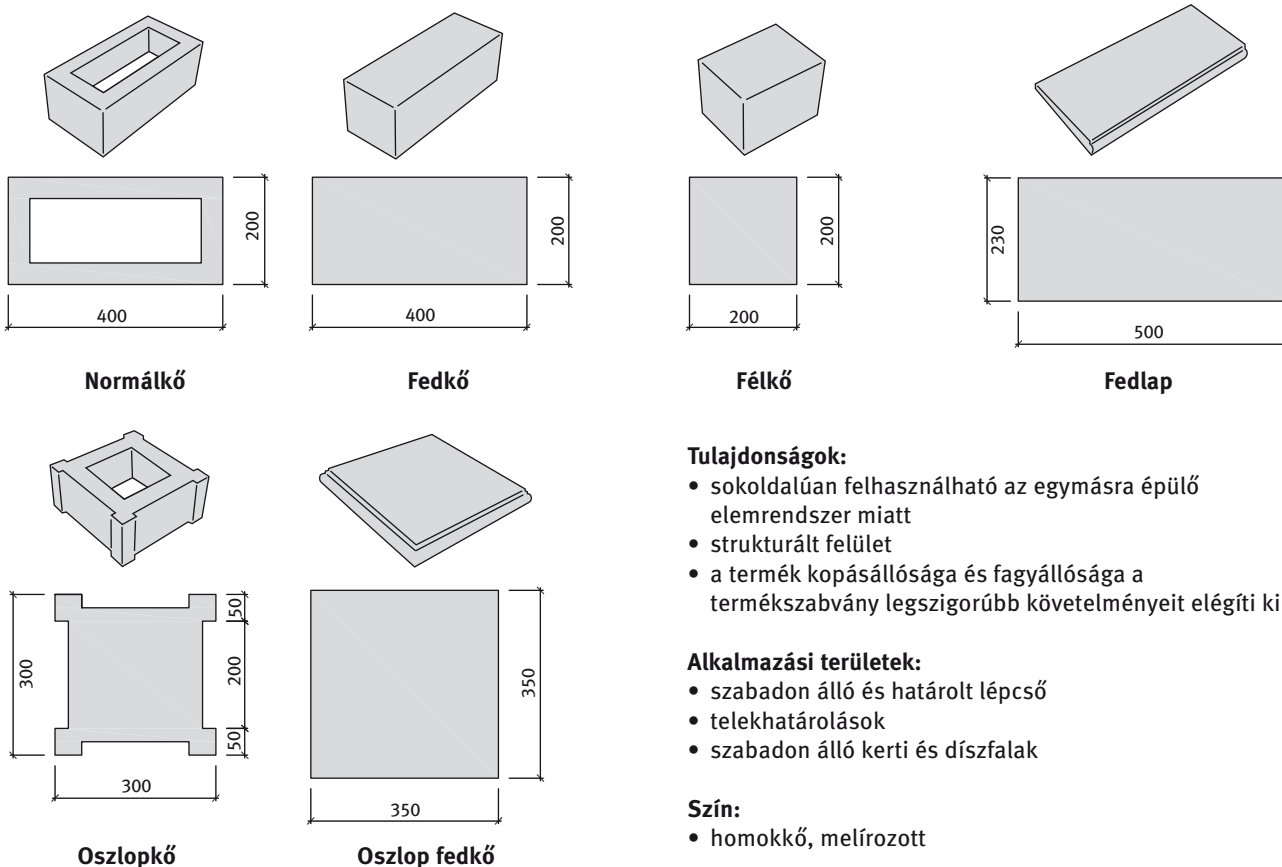 200
400
Normálkő
200
400
Fedkő
200
200
Félkő
230
500
Fedlap
300
50
200
50
300
Oszlopkő
350
350
Oszlop fedkő
Tulajdonságok:
• sokoldalúan felhasználható az egymásra épülő
elemrendszer miatt
• strukturált felület
• a termék kopásállósága és fagyállósága a
termékszabvány legszigorúbb követelményeit elégíti ki
Alkalmazási területek:
• szabadon álló és határolt lépcső
• telekhatárolások
• szabadon álló kerti és díszfalak
Szín:
• homokkő, melírozott